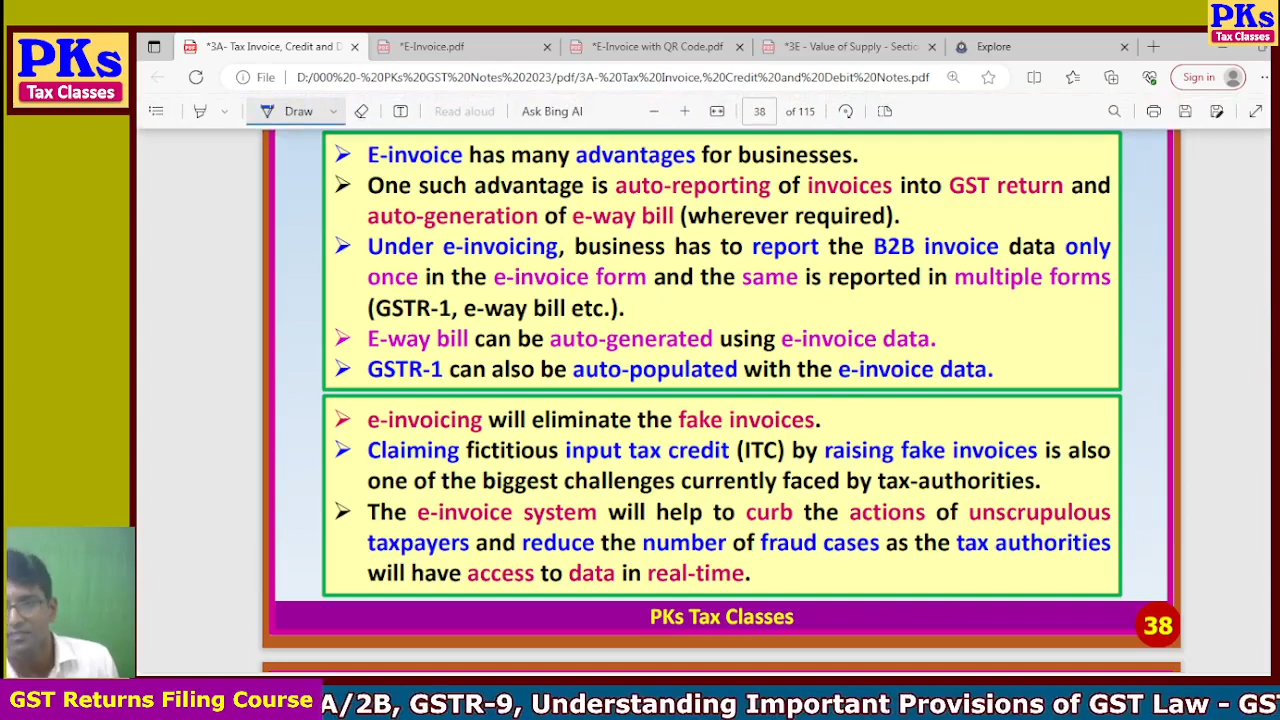 PKs
Tax Classes
PKs
Tax Classes
*3A- Tax Invoice, Credit and D
*E-Invoice.pdf
*E-Invoice with QR Code.pdf
*3E - Value of Supply - Sectio
Explore
File
D:/000%20-%20PKs%20GST%20Notes%202023/pdf/3A-%20Tax%20Invoice,%20Credit%20and%20Debit%20Notes.pdf
Sign in
Draw
Read aloud
Ask Bing AI
38
of 115
E-invoice has many advantages for businesses.
One such advantage is auto-reporting of invoices into GST return and
auto-generation of e-way bill (wherever required).
Under e-invoicing, business has to report the B2B invoice data only
once in the e-invoice form and the same is reported in multiple forms
(GSTR-1, e-way bill etc.).
E-way bill can be auto-generated using e-invoice data.
GSTR-1 can also be auto-populated with the e-invoice data.
e-invoicing will eliminate the fake invoices.
Claiming fictitious input tax credit (ITC) by raising fake invoices is also
one of the biggest challenges currently faced by tax-authorities.
The e-invoice system will help to curb the actions of unscrupulous
taxpayers and reduce the number of fraud cases as the tax authorities
will have access to data in real-time.
PKs Tax Classes
38
GST Returns Filing Course
A/2B, GSTR-9, Understanding Important Provisions of GST Law - GS